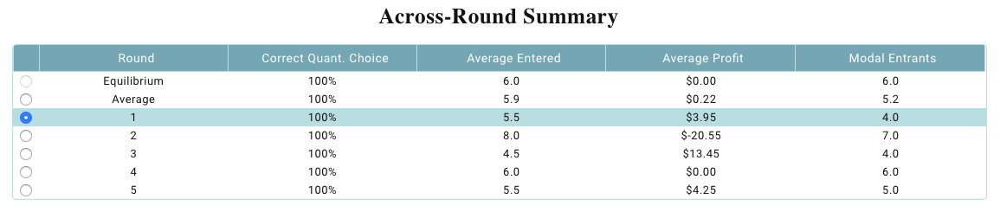 Across-Round Summary
Round Correct Quant. Choice Average Entered Average Profit Modal Entrants
Equilibrium 100% 6.0 $0.00 6.0
Average 100% 5.9 $0.22 5.2
1 100% 5.5 $3.95 4.0
2 100% 8.0 $-20.55 7.0
3 100% 4.5 $13.45 4.0
4 100% 6.0 $0.00 6.0
5 100% 5.5 $4.25 5.0